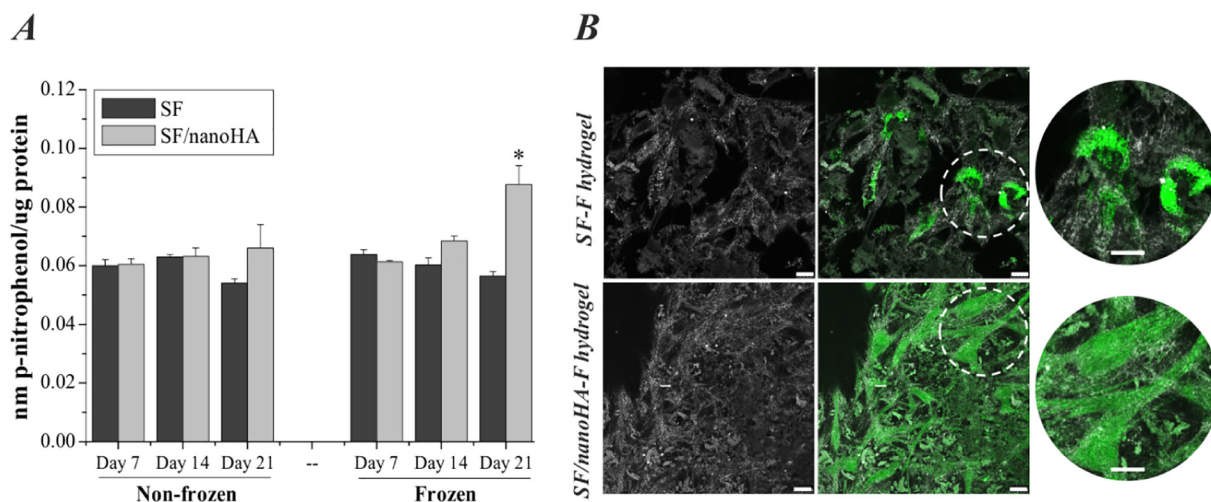 A
B
nm p-nitrophenol/ug protein
0.12
0.10
0.08
0.06
0.04
0.02
0.00
SF
SF/nanoHA
*
Day 7 Day 14 Day 21 -- Day 7 Day 14 Day 21
Non-frozen Frozen
SF-F hydrogel
SF/nanoHA-F hydrogel